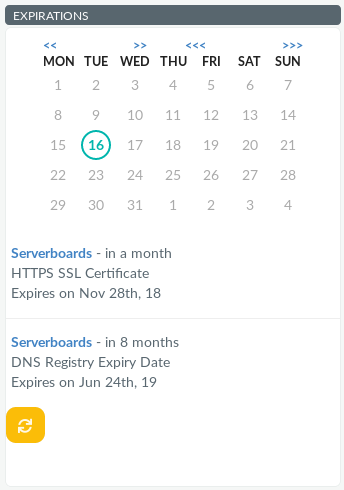 EXPIRATIONS
<< >> <<< >>>
MON TUE WED THU FRI SAT SUN
1 2 3 4 5 6 7
8 9 10 11 12 13 14
15 16 17 18 19 20 21
22 23 24 25 26 27 28
29 30 31 1 2 3 4
Serverboards - in a month
HTTPS SSL Certificate
Expires on Nov 28th, 18
Serverboards - in 8 months
DNS Registry Expiry Date
Expires on Jun 24th, 19